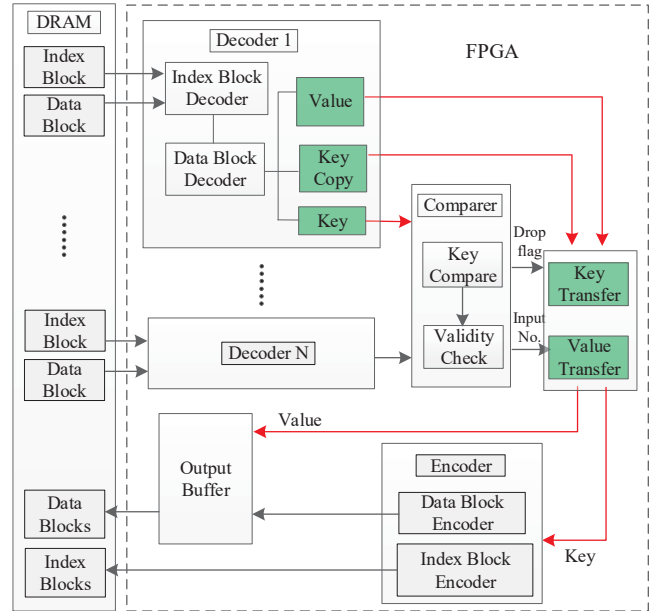 DRAM
FPGA
Decoder 1
Index
Block
Data
Block
Index Block
Decoder
Data Block
Decoder
Value
Key
Copy
Key
Comparer
Key
Compare
Validity
Check
Drop
flag
Input
No.
Key
Transfer
Value
Transfer
Index
Block
Data
Block
Decoder N
Value
Output
Buffer
Encoder
Data Block
Encoder
Index Block
Encoder
Key
Data
Blocks
Index
Blocks